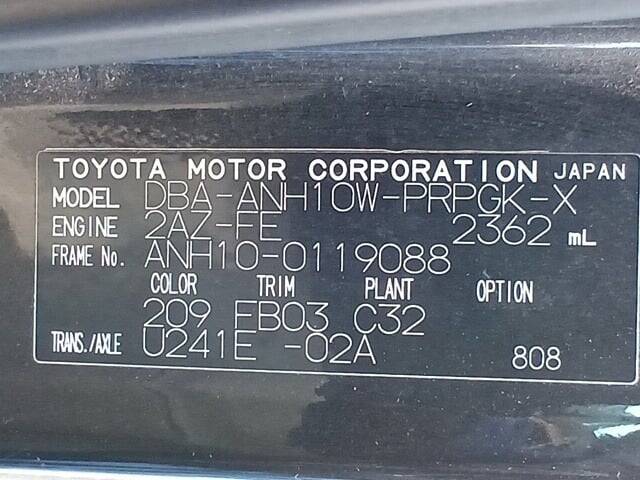 TOYOTA MOTOR CORPORATION JAPAN
MODEL DBA-ANH10W-PRPGK-X
ENGINE 2AZ-FE 2362 mL
FRAME No. ANH10-0119088
COLOR TRIM PLANT OPTION
209 FB03 C32
TRANS./AXLE U241E -02A 808